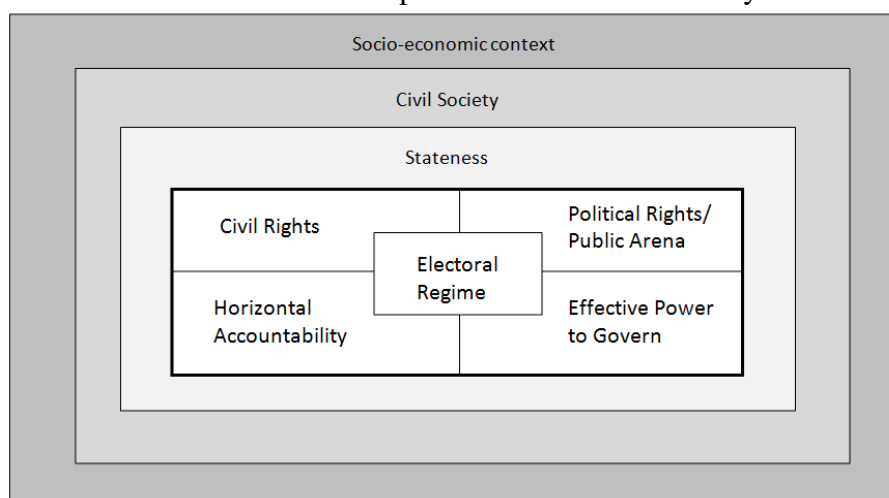 Socio-economic context
Civil Society
Stateness
Civil Rights
Political Rights/
Public Arena
Electoral
Regime
Horizontal
Accountability
Effective Power
to Govern